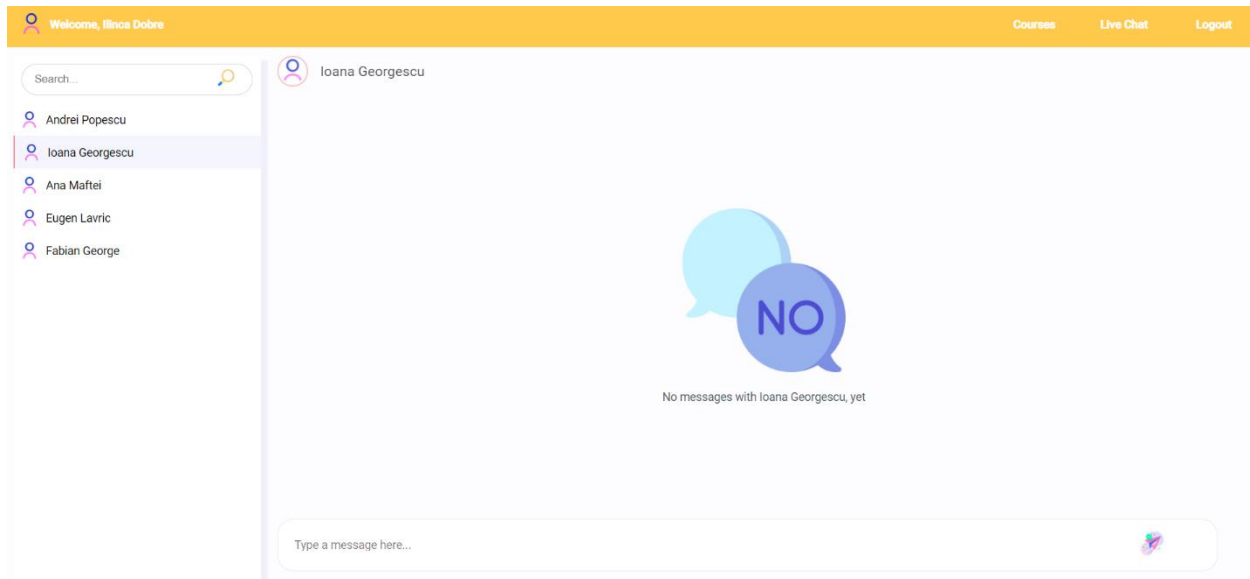 Welcome, Ilinca Dobre
Courses
Live Chat
Logout
Search...
Andrei Popescu
Ioana Georgescu
Ana Maftei
Eugen Lavric
Fabian George
Ioana Georgescu
NO
No messages with Ioana Georgescu, yet
Type a message here...